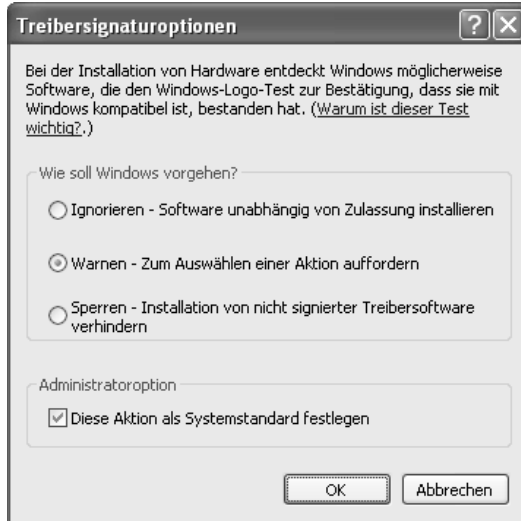 Treibersignaturoptionen
Bei der Installation von Hardware entdeckt Windows möglicherweise
Software, die den Windows-Logo-Test zur Bestätigung, dass sie mit
Windows kompatibel ist, bestanden hat. (Warum ist dieser Test
wichtig?.)
Wie soll Windows vorgehen?
Ignorieren - Software unabhängig von Zulassung installieren
Warnen - Zum Auswählen einer Aktion auffordern
Sperren - Installation von nicht signierter Treibersoftware
verhindern
Administratoroption
Diese Aktion als Systemstandard festlegen
OK
Abbrechen